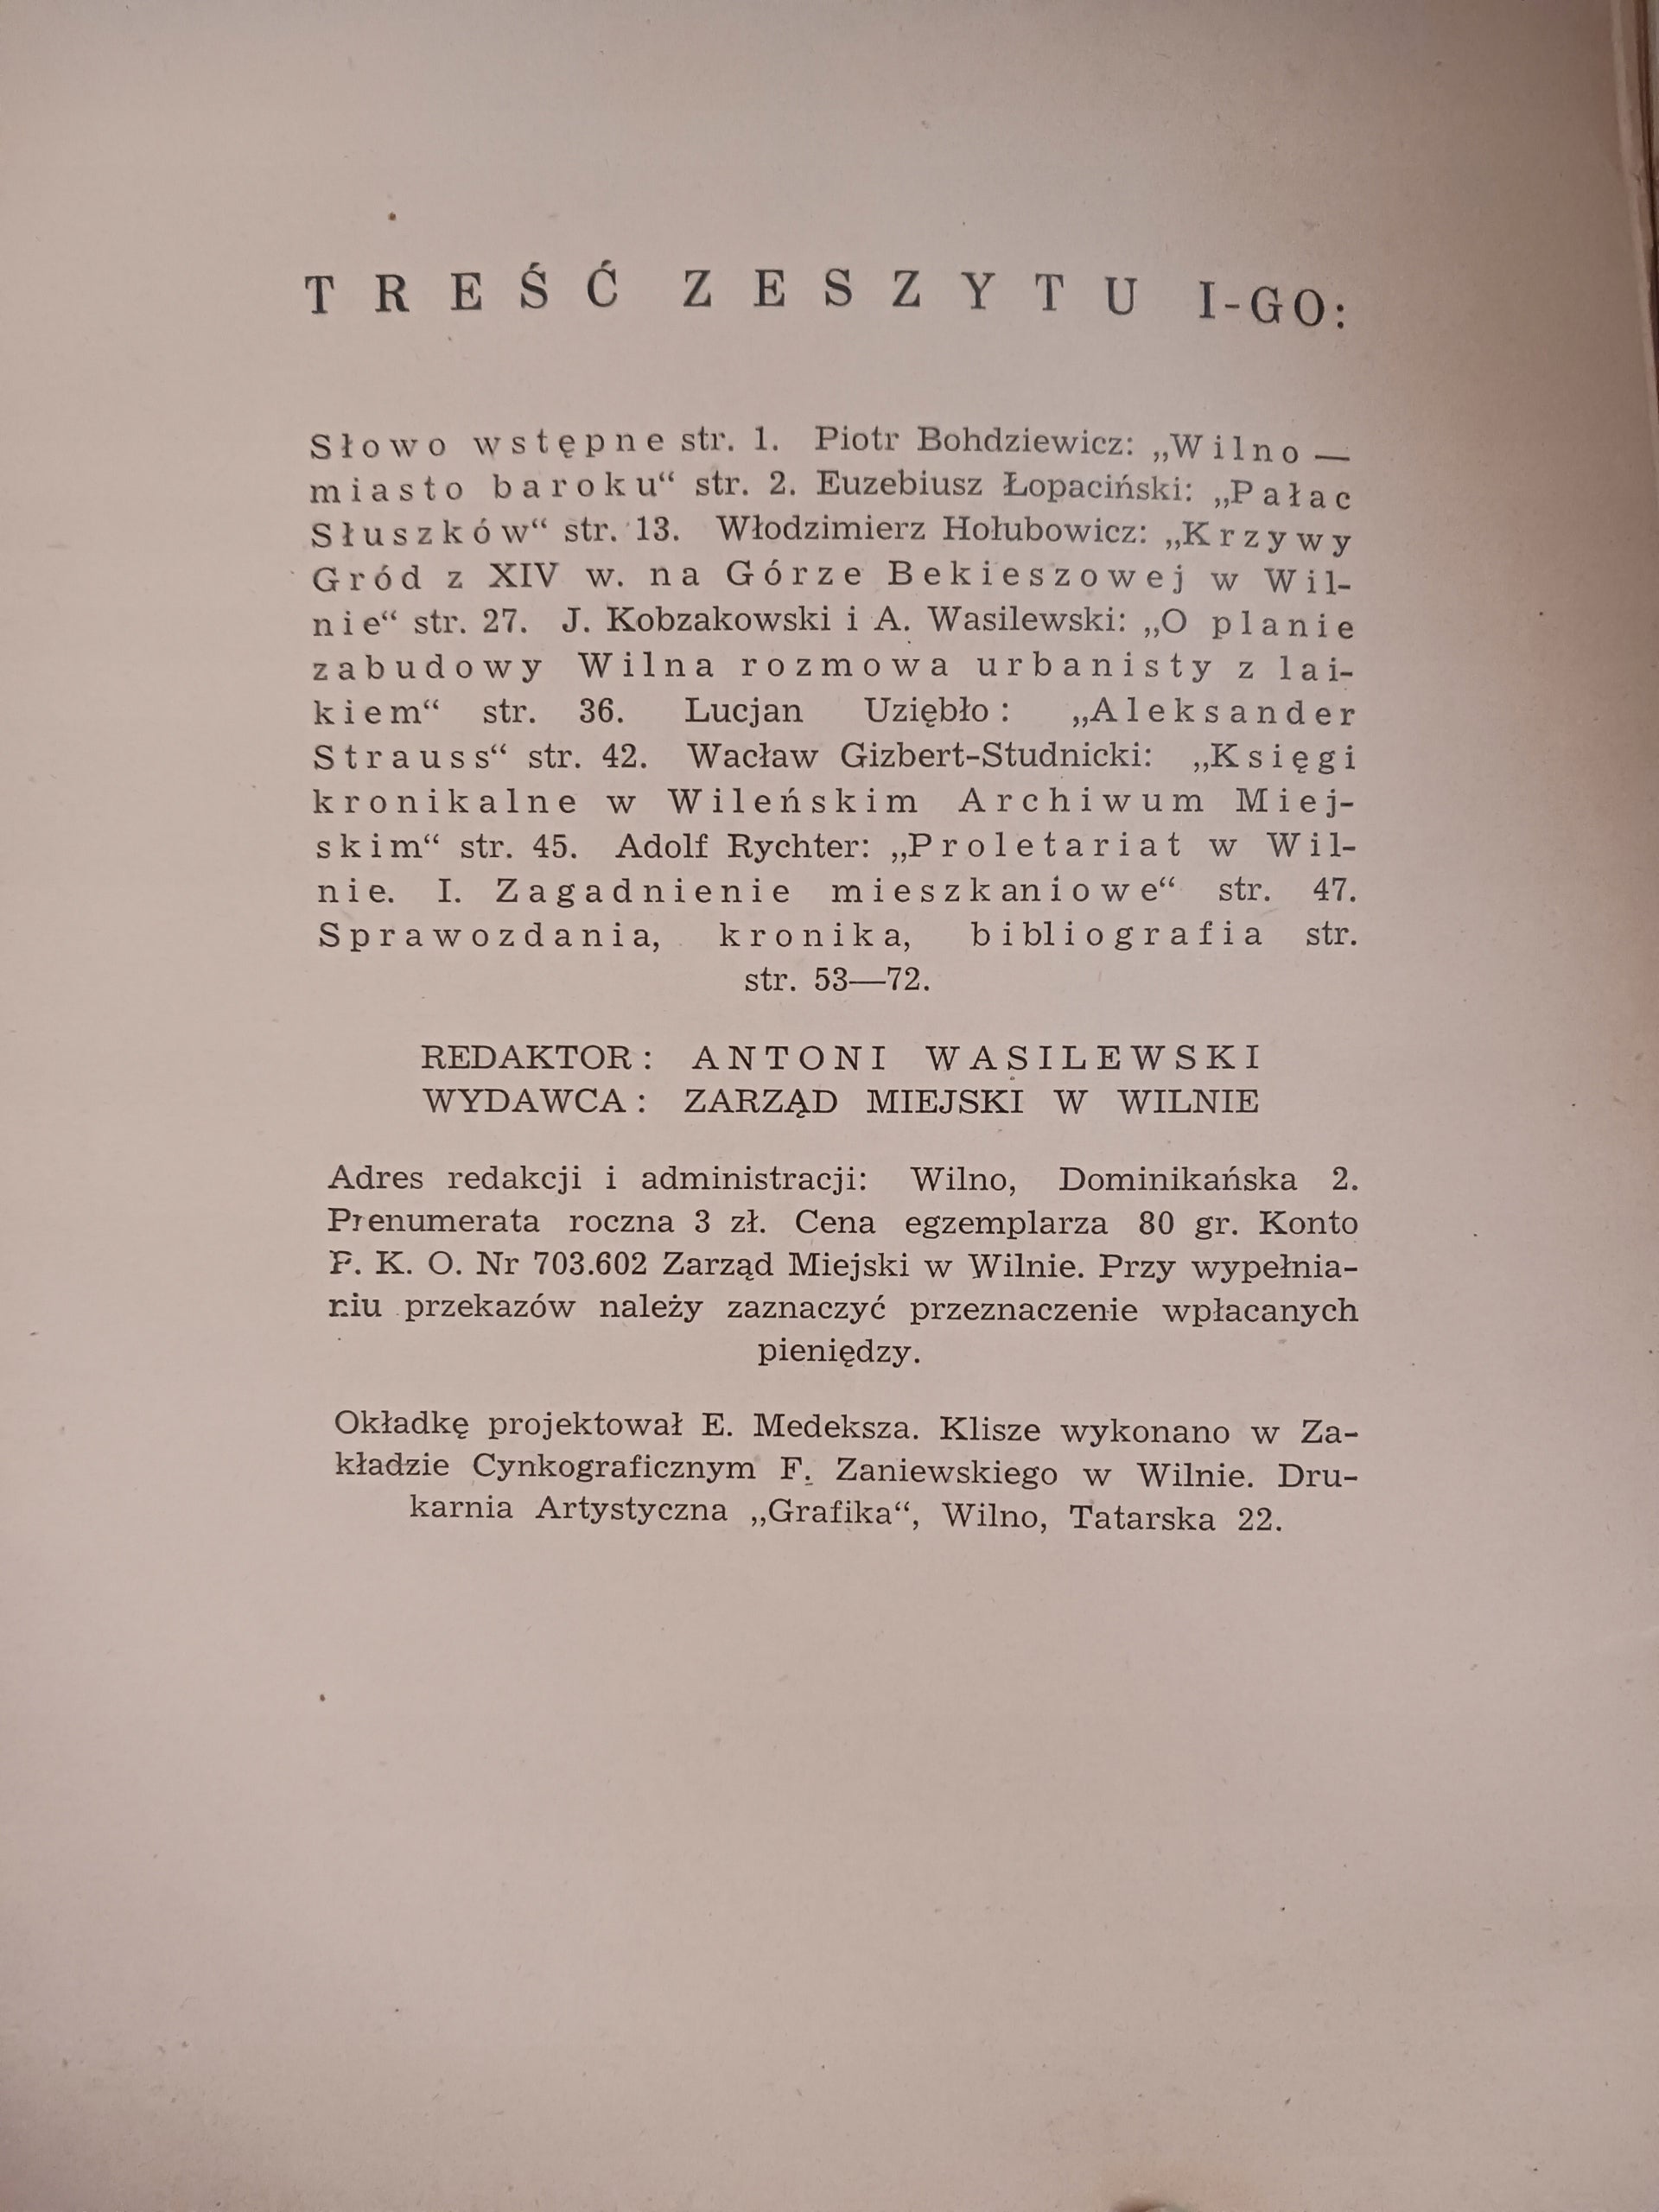 TREŚĆ ZESZYTU I-GO:
Słowo wstępne str. 1. Piotr Bohdziewicz: „Wilno —
miasto baroku“ str. 2. Euzebiusz Łopaciński: „Pałac
Słuszków“ str. 13. Włodzimierz Hołubowicz: „Krzywy
Gród z XIV w. na Górze Bekieszowej w Wil-
nie“ str. 27. J. Kobzakowski i A. Wasilewski: „O planie
zabudowy Wilna rozmowa urbanisty z lai-
kiem“ str. 36. Lucjan Uziębło: „Aleksander
Strauss“ str. 42. Wacław Gizbert-Studnicki: „Księgi
kronikalne w Wileńskim Archiwum Miej-
skim“ str. 45. Adolf Rychter: „Proletariat w Wil-
nie. I. Zagadnienie mieszkaniowe“ str. 47.
Sprawozdania, kronika, bibliografia str.
str. 53—72.
REDAKTOR: ANTONI WASILEWSKI
WYDAWCA: ZARZĄD MIEJSKI W WILNIE
Adres redakcji i administracji: Wilno, Dominikańska 2.
Prenumerata roczna 3 zł. Cena egzemplarza 80 gr. Konto
P. K. O. Nr 703.602 Zarząd Miejski w Wilnie. Przy wypełnia-
niu przekazów należy zaznaczyć przeznaczenie wpłacanych
pieniędzy.
Okładkę projektował E. Medeksza. Klisze wykonano w Za-
kładzie Cynkograficznym F. Zaniewskiego w Wilnie. Dru-
karnia Artystyczna „Grafika“, Wilno, Tatarska 22.